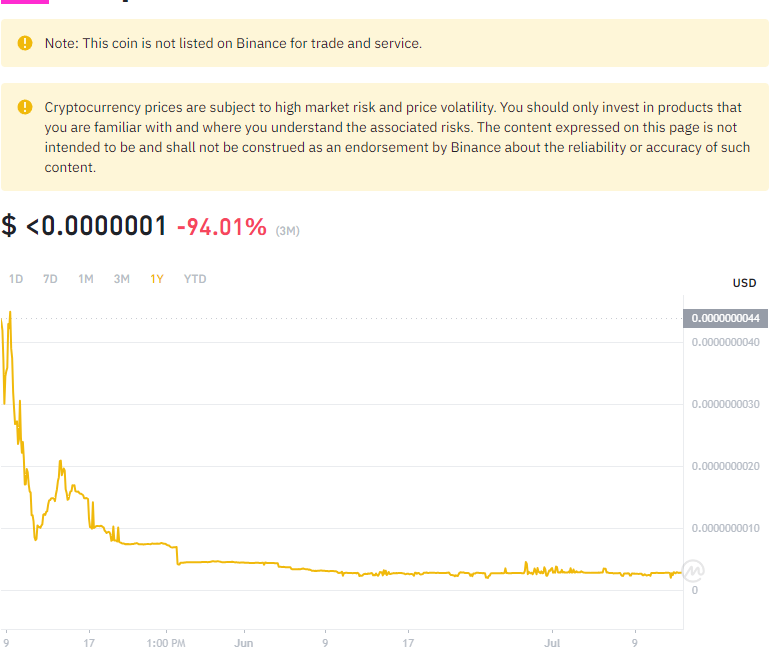 Note: This coin is not listed on Binance for trade and service.
Cryptocurrency prices are subject to high market risk and price volatility. You should only invest in products that
you are familiar with and where you understand the associated risks. The content expressed on this page is not
intended to be and shall not be construed as an endorsement by Binance about the reliability or accuracy of such
content.
$ <0.0000001 -94.01% (3M)
1D 7D 1M 3M 1Y YTD
USD
0.0000000044
0.0000000040
0.0000000030
0.0000000020
0.0000000010
0
9 17 1:00 PM Jun 9 17 Jul 9